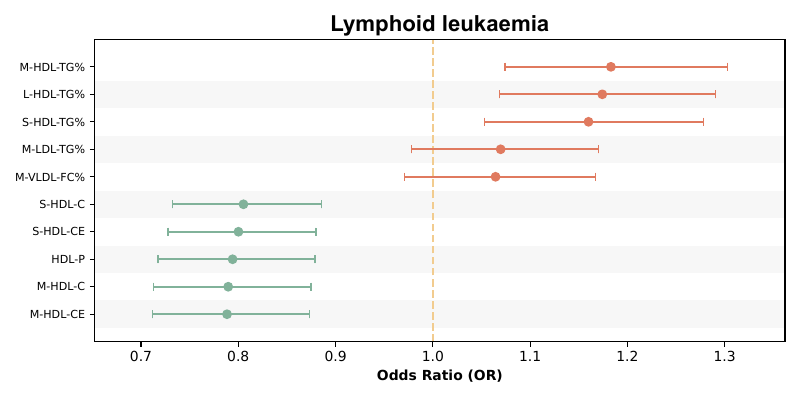 Lymphoid leukaemia
M-HDL-TG%
L-HDL-TG%
S-HDL-TG%
M-LDL-TG%
M-VLDL-FC%
S-HDL-C
S-HDL-CE
HDL-P
M-HDL-C
M-HDL-CE
0.7 0.8 0.9 1.0 1.1 1.2 1.3
Odds Ratio (OR)